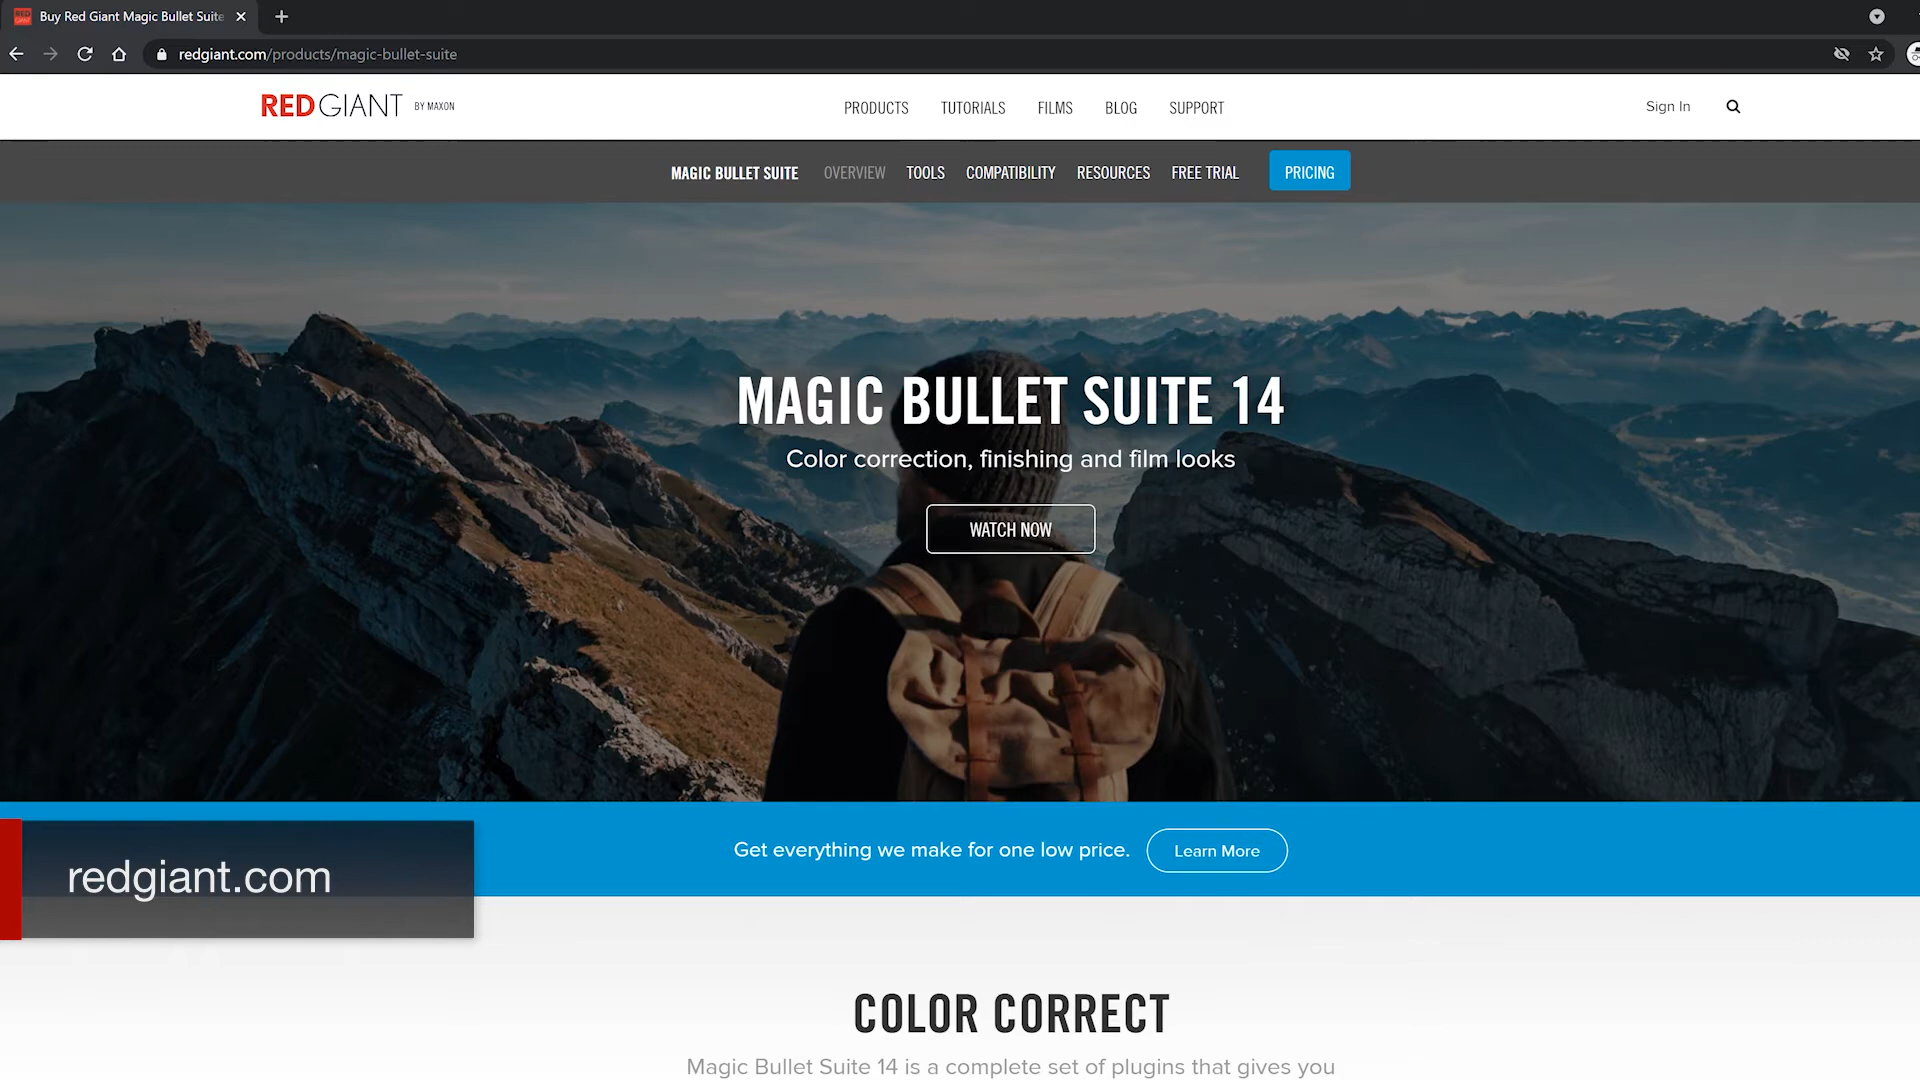 Buy Red Giant Magic Bullet Suite
redgiant.com/products/magic-bullet-suite
REDGIANT BY MAXON
PRODUCTS TUTORIALS FILMS BLOG SUPPORT
Sign In
MAGIC BULLET SUITE OVERVIEW TOOLS COMPATIBILITY RESOURCES FREE TRIAL PRICING
MAGIC BULLET SUITE 14
Color correction, finishing and film looks
WATCH NOW
Get everything we make for one low price. Learn More
redgiant.com
COLOR CORRECT
Magic Bullet Suite 14 is a complete set of plugins that gives you